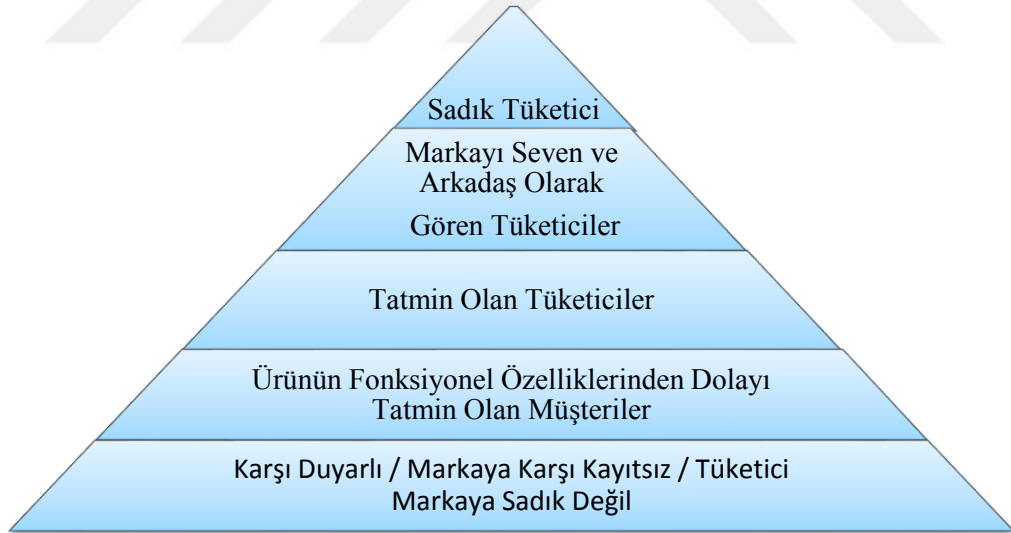 Sadık Tüketici
Markayı Seven ve
Arkadaş Olarak
Gören Tüketiciler
Tatmin Olan Tüketiciler
Ürünün Fonksiyonel Özelliklerinden Dolayı
Tatmin Olan Müşteriler
Karşı Duyarlı / Markaya Karşı Kayıtsız / Tüketici
Markaya Sadık Değil